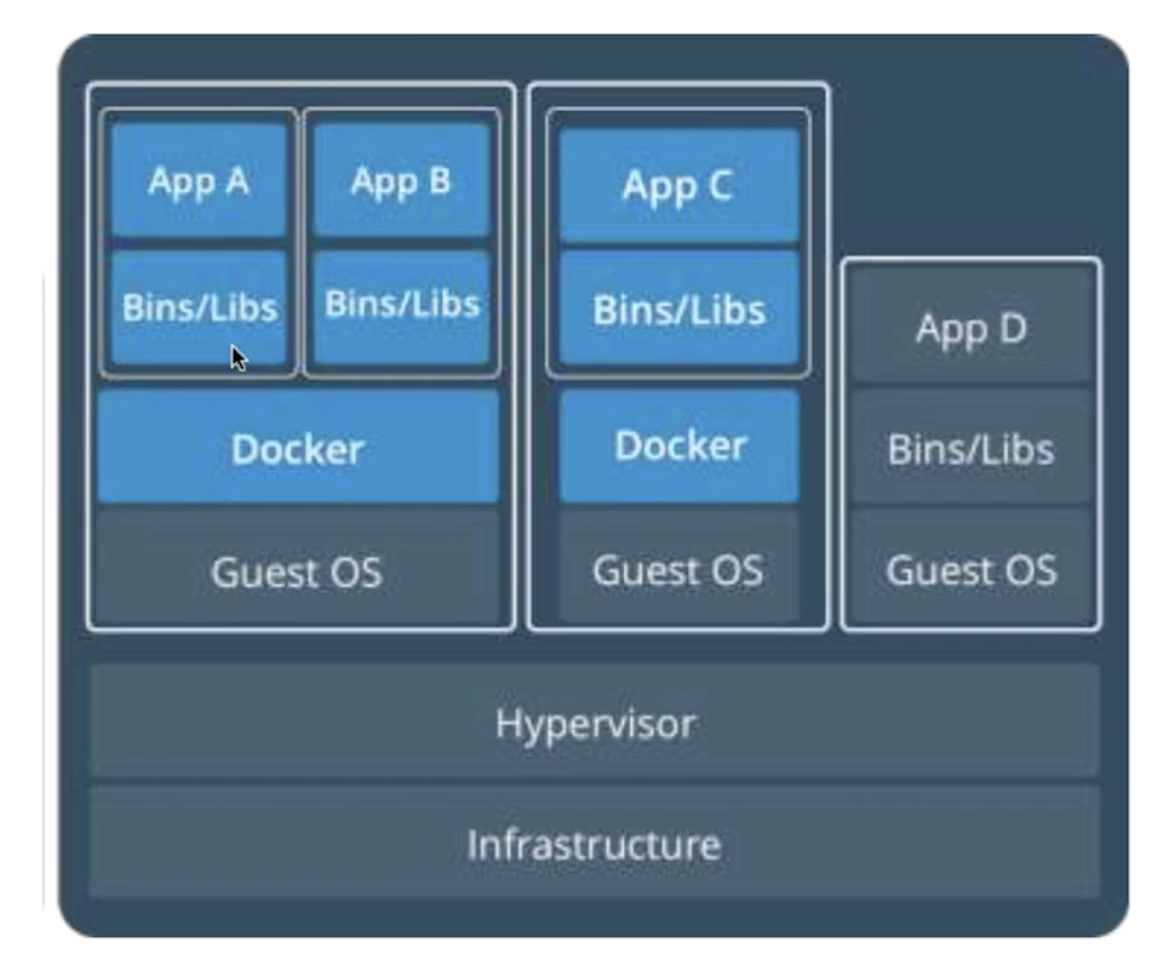 App A
App B
App C
Bins/Libs
Bins/Libs
Bins/Libs
App D
Docker
Docker
Bins/Libs
Guest OS
Guest OS
Guest OS
Hypervisor
Infrastructure